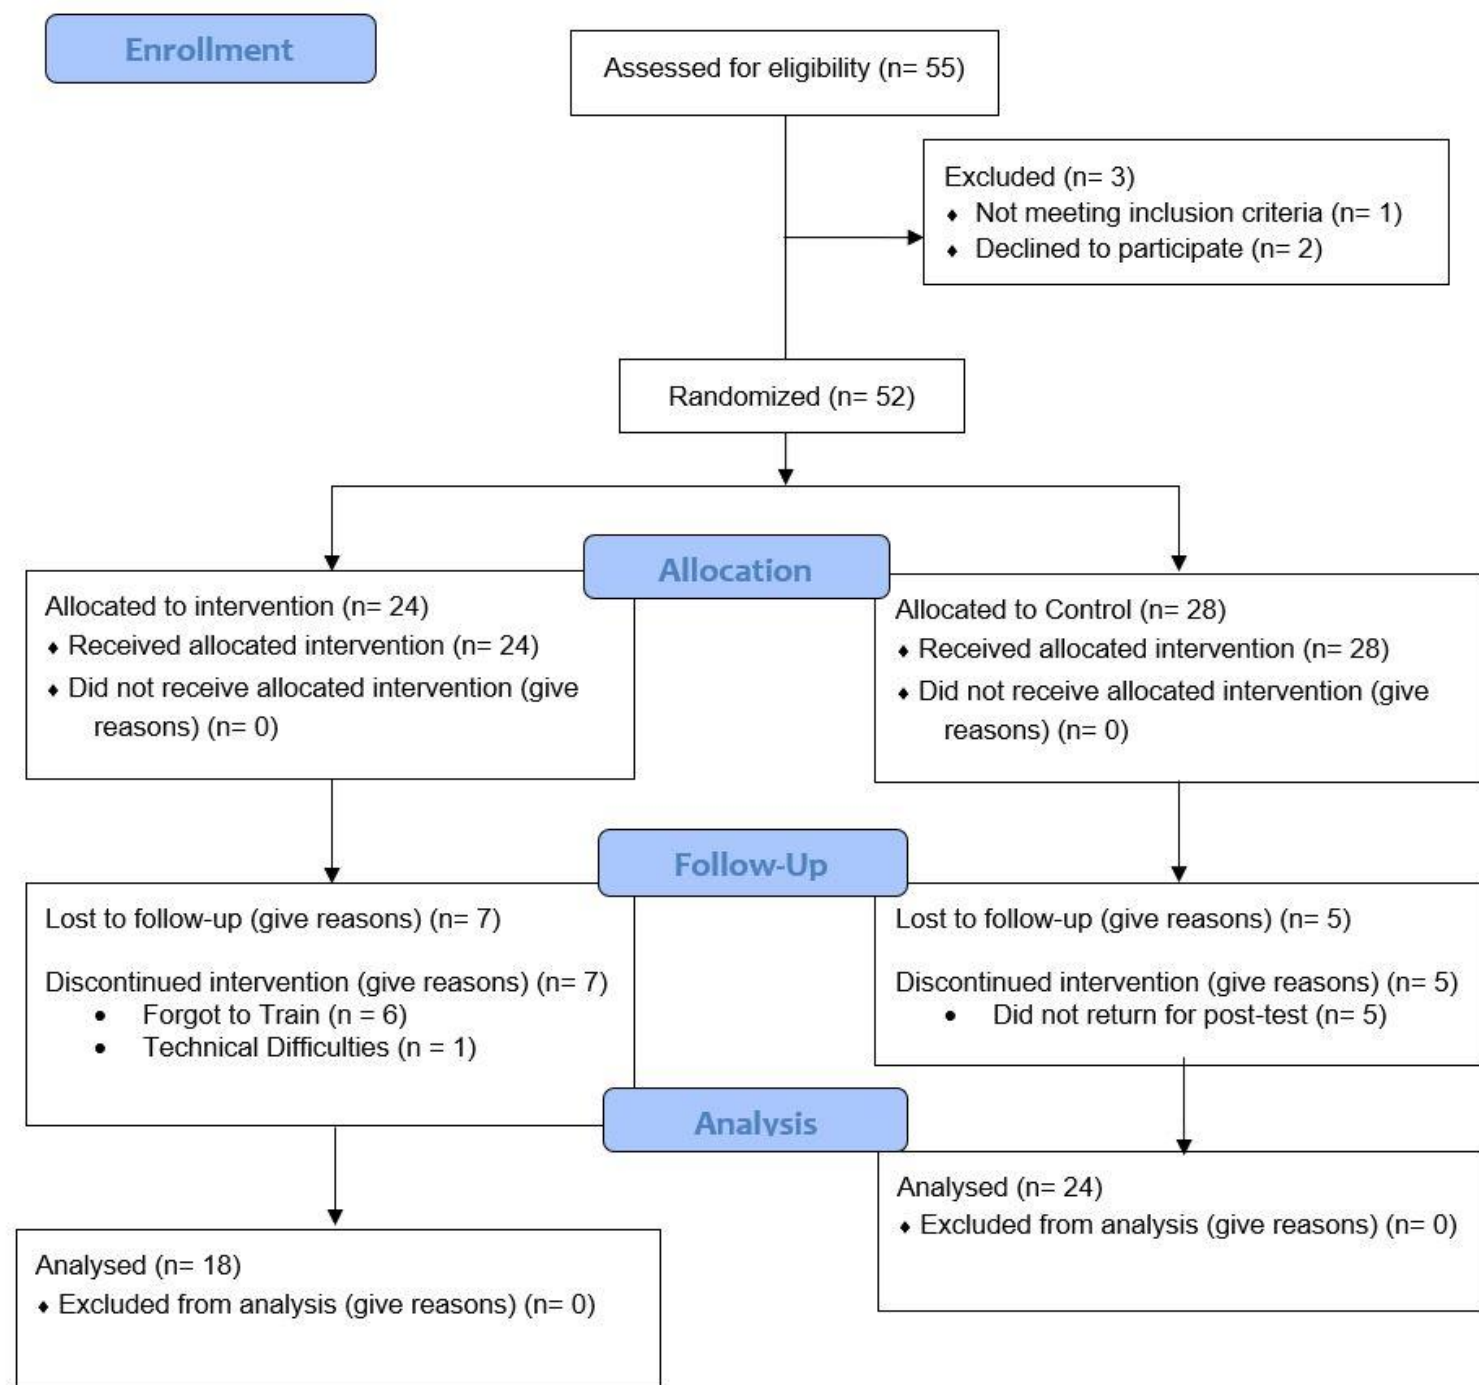 Enrollment
Assessed for eligibility (n= 55)
Excluded (n= 3)
♦ Not meeting inclusion criteria (n= 1)
♦ Declined to participate (n= 2)
Randomized (n= 52)
Allocation
Allocated to intervention (n= 24)
♦ Received allocated intervention (n= 24)
♦ Did not receive allocated intervention (give
reasons) (n= 0)
Allocated to Control (n= 28)
♦ Received allocated intervention (n= 28)
♦ Did not receive allocated intervention (give
reasons) (n= 0)
Follow-Up
Lost to follow-up (give reasons) (n= 7)
Discontinued intervention (give reasons) (n= 7)
• Forgot to Train (n = 6)
• Technical Difficulties (n = 1)
Lost to follow-up (give reasons) (n= 5)
Discontinued intervention (give reasons) (n= 5)
• Did not return for post-test (n= 5)
Analysis
Analysed (n= 18)
♦ Excluded from analysis (give reasons) (n= 0)
Analysed (n= 24)
♦ Excluded from analysis (give reasons) (n= 0)